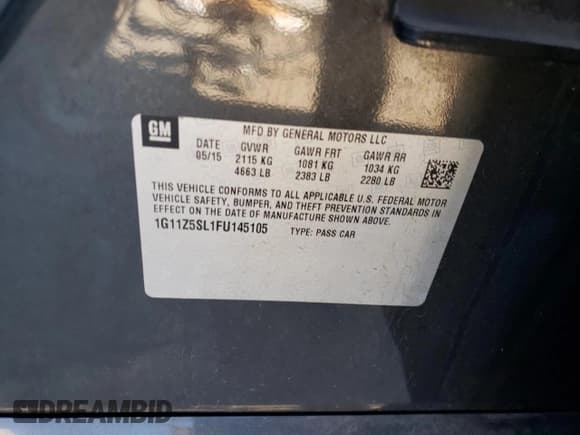 GM
MFD BY GENERAL MOTORS LLC
DATE GVWR GAWR FRT GAWR RR
05/15 2115 KG 1081 KG 1034 KG
4663 LB 2383 LB 2280 LB
THIS VEHICLE CONFORMS TO ALL APPLICABLE U.S. FEDERAL MOTOR
VEHICLE SAFETY, BUMPER, AND THEFT PREVENTION STANDARDS IN
EFFECT ON THE DATE OF MANUFACTURE SHOWN ABOVE.
1G11Z5SL1FU145105 TYPE: PASS CAR
DREAMBID